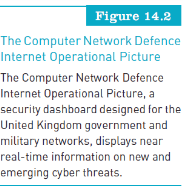 Figure 14.2
The Computer Network Defence
Internet Operational Picture
The Computer Network Defence
Internet Operational Picture, a
security dashboard designed for the
United Kingdom government and
military networks, displays near
real-time information on new and
emerging cyber threats.